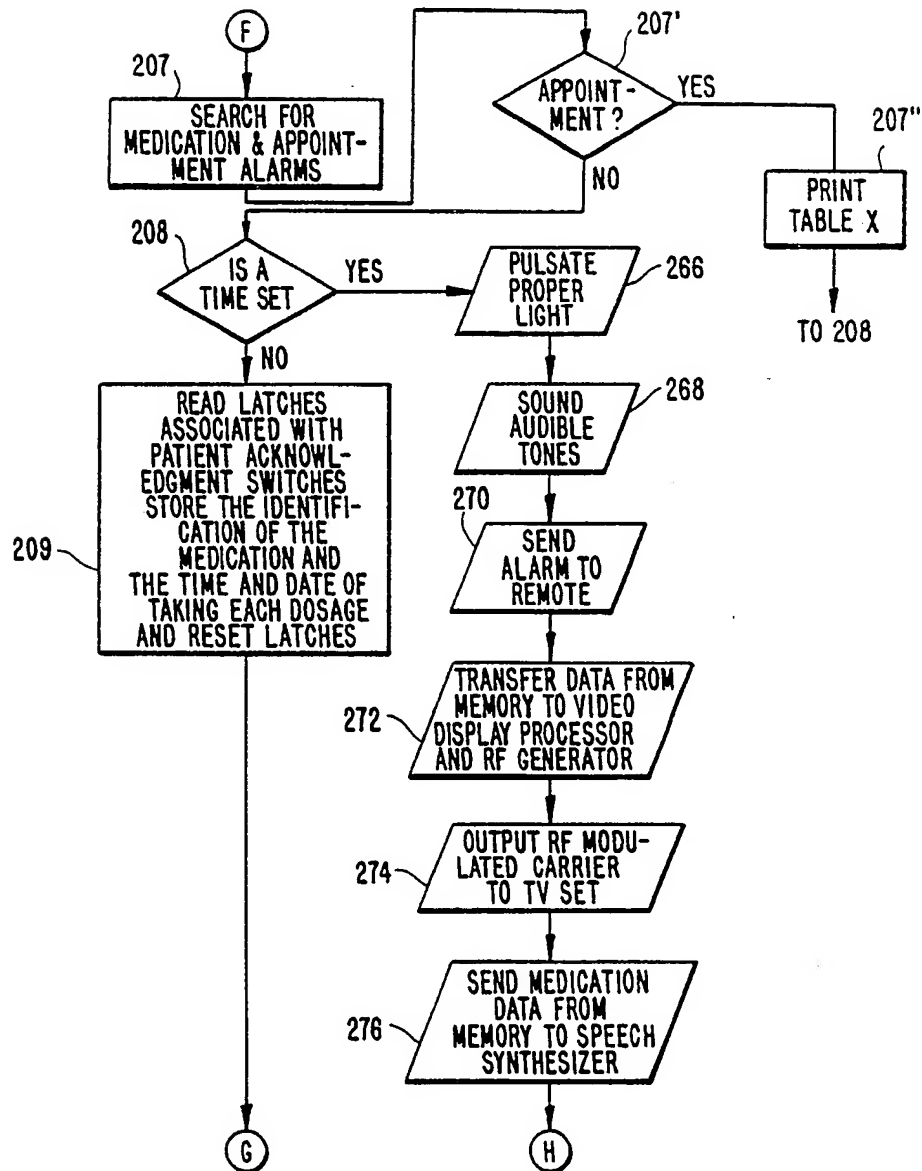 F
207
SEARCH FOR
MEDICATION & APPOINT-
MENT ALARMS
207'
APPOINT-
MENT ?
YES
NO
207"
PRINT
TABLE X
TO 208
208
IS A
TIME SET
YES
NO
PULSATE
PROPER
LIGHT
266
SOUND
AUDIBLE
TONES
268
270
SEND
ALARM TO
REMOTE
209
READ LATCHES
ASSOCIATED WITH
PATIENT ACKNOWL-
EDGMENT SWITCHES
STORE THE IDENTIFI-
CATION OF THE
MEDICATION AND
THE TIME AND DATE OF
TAKING EACH DOSAGE
AND RESET LATCHES
272
TRANSFER DATA FROM
MEMORY TO VIDEO
DISPLAY PROCESSOR
AND RF GENERATOR
274
OUTPUT RF MODU-
LATED CARRIER
TO TV SET
276
SEND MEDICATION
DATA FROM
MEMORY TO SPEECH
SYNTHESIZER
G
H